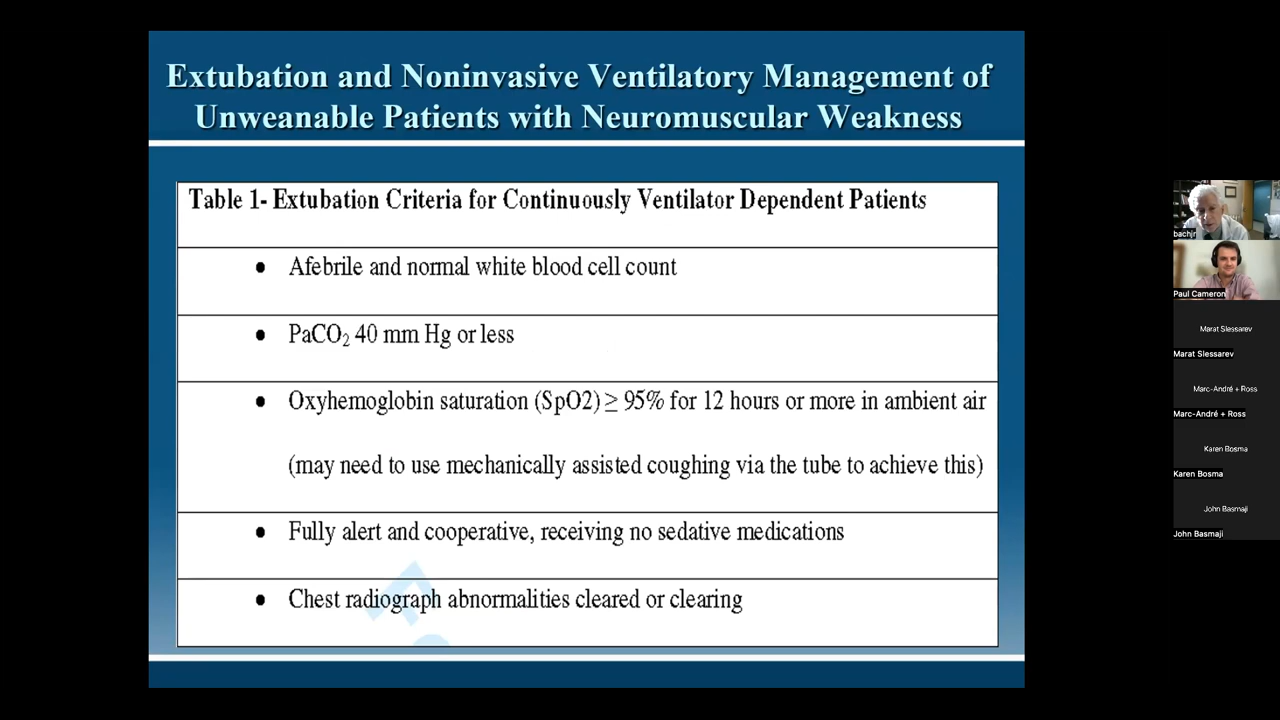 Extubation and Noninvasive Ventilatory Management of
Unweanable Patients with Neuromuscular Weakness
Table 1- Extubation Criteria for Continuously Ventilator Dependent Patients
• Afebrile and normal white blood cell count
• PaCO₂ 40 mm Hg or less
• Oxyhemoglobin saturation (SpO2) ≥ 95% for 12 hours or more in ambient air
(may need to use mechanically assisted coughing via the tube to achieve this)
• Fully alert and cooperative, receiving no sedative medications
• Chest radiograph abnormalities cleared or clearing
bachjr
Paul Cameron
Marat Slessarev
Marat Slessarev
Marc-André + Ross
Marc-André + Ross
Karen Bosma
Karen Bosma
John Basmaji
John Basmaji